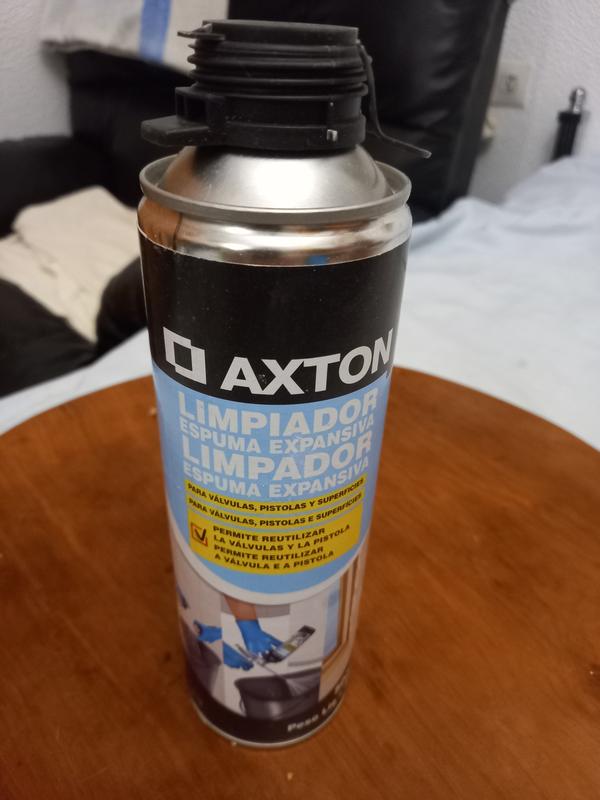 AXTON
LIMPIADOR
ESPUMA EXPANSIVA
LIMPADOR
ESPUMA EXPANSIVA
PARA VÁLVULAS, PISTOLAS Y SUPERFICIES
PARA VÁLVULAS, PISTOLAS E SUPERFÍCIES
PERMITE REUTILIZAR
LA VÁLVULAS Y LA PISTOLA
PERMITE REUTILIZAR
A VÁLVULA E A PISTOLA
Peso